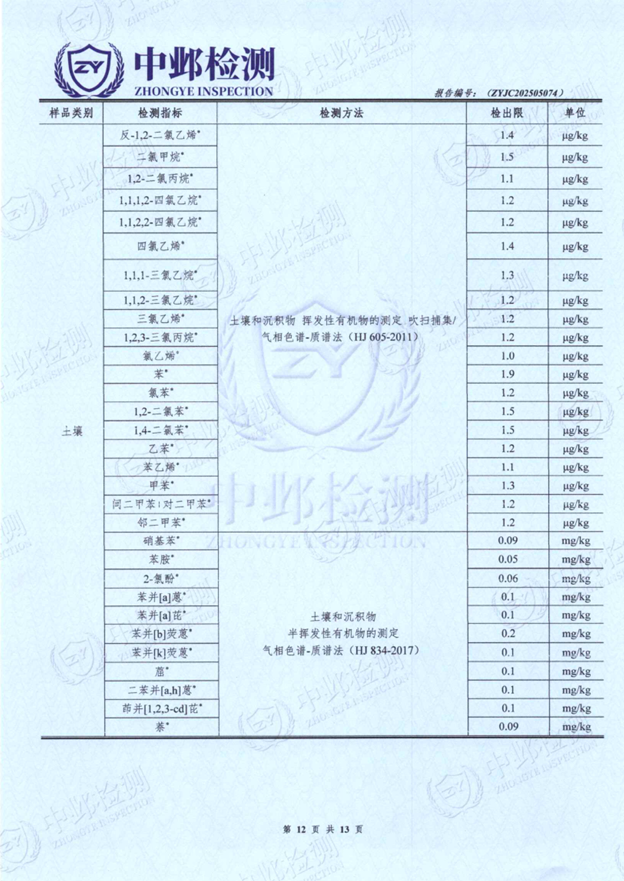 中邺检测
ZHONGYE INSPECTION
报告编号：（ZYJC202505074）
样品类别 检测指标 检测方法 检出限 单位
反-1,2-二氯乙烯* 1.4 μg/kg
二氯甲烷* 1.5 μg/kg
1,2-二氯丙烷* 1.1 μg/kg
1,1,1,2-四氯乙烷* 1.2 μg/kg
1,1,2,2-四氯乙烷* 1.2 μg/kg
四氯乙烯* 1.4 μg/kg
1,1,1-三氯乙烷* 1.3 μg/kg
1,1,2-三氯乙烷* 1.2 μg/kg
三氯乙烯* 土壤和沉积物 挥发性有机物的测定 吹扫捕集/ 1.2 μg/kg
1,2,3-三氯丙烷* 气相色谱-质谱法（HJ 605-2011） 1.2 μg/kg
氯乙烯* 1.0 μg/kg
苯* 1.9 μg/kg
氯苯* 1.2 μg/kg
1,2-二氯苯* 1.5 μg/kg
土壤 1,4-二氯苯* 1.5 μg/kg
乙苯* 1.2 μg/kg
苯乙烯* 1.1 μg/kg
甲苯* 1.3 μg/kg
间二甲苯+对二甲苯* 1.2 μg/kg
邻二甲苯* 1.2 μg/kg
硝基苯* 0.09 mg/kg
苯胺* 0.05 mg/kg
2-氯酚* 0.06 mg/kg
苯并[a]蒽* 0.1 mg/kg
苯并[a]芘* 土壤和沉积物 0.1 mg/kg
苯并[b]荧蒽* 半挥发性有机物的测定 0.2 mg/kg
苯并[k]荧蒽* 气相色谱-质谱法（HJ 834-2017） 0.1 mg/kg
䓛* 0.1 mg/kg
二苯并[a,h]蒽* 0.1 mg/kg
茚并[1,2,3-cd]芘* 0.1 mg/kg
萘* 0.09 mg/kg
第 12 页 共 13 页